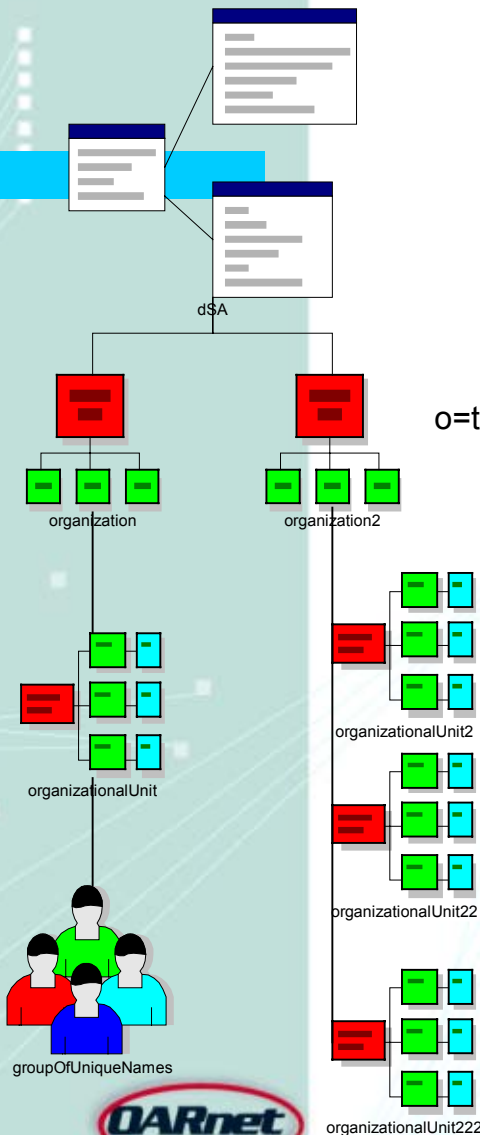 dSA
o=t
organization
organization2
organizationalUnit2
organizationalUnit
organizationalUnit22
groupOfUniqueNames
OARnet
organizationalUnit222